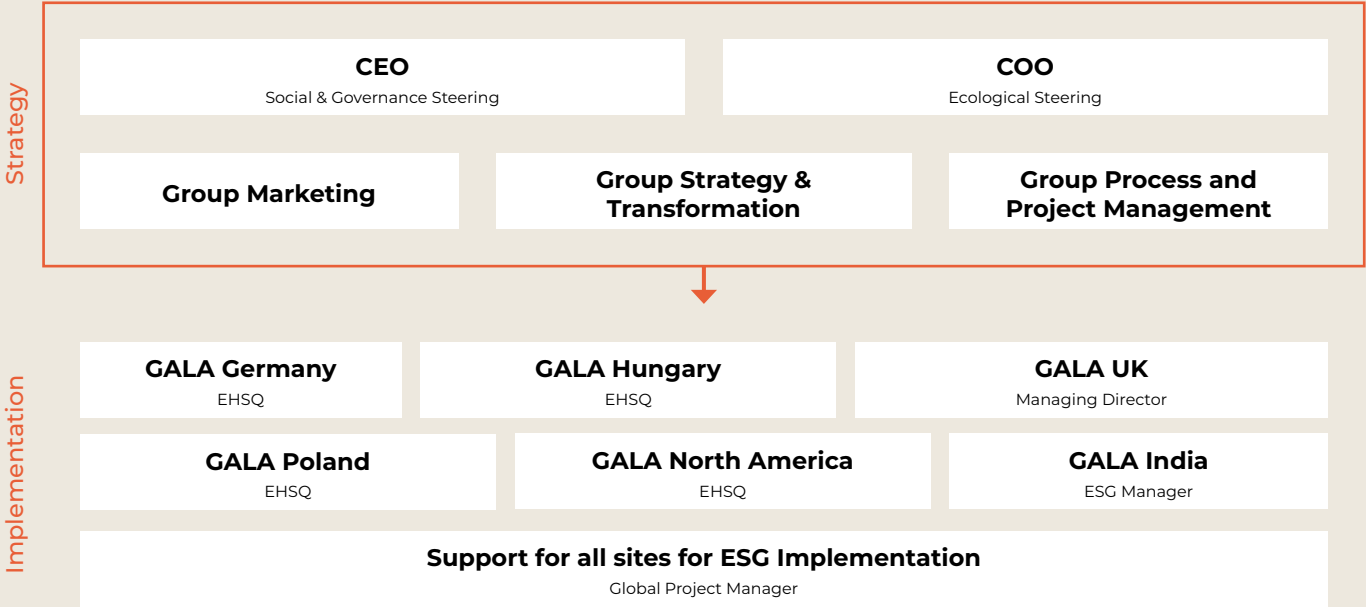 Strategy
CEO
Social & Governance Steering
COO
Ecological Steering
Group Marketing
Group Strategy &
Transformation
Group Process and
Project Management
Implementation
GALA Germany
EHSQ
GALA Hungary
EHSQ
GALA UK
Managing Director
GALA Poland
EHSQ
GALA North America
EHSQ
GALA India
ESG Manager
Support for all sites for ESG Implementation
Global Project Manager